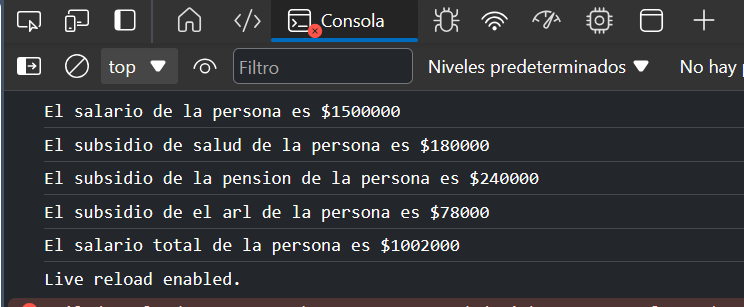 Consola
top
Filtro
Niveles predeterminados
No hay
El salario de la persona es $1500000
El subsidio de salud de la persona es $180000
El subsidio de la pension de la persona es $240000
El subsidio de el arl de la persona es $78000
El salario total de la persona es $1002000
Live reload enabled.